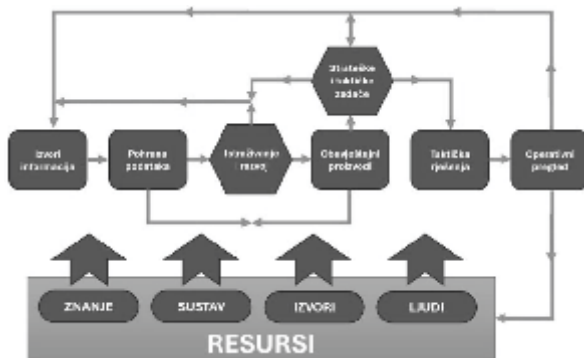 Strateške
i taktičke
zadaće
Izvori
informacija
Pohrana
podataka
Istraživanje
i razvoj
Obavještajni
proizvodi
Taktička
rješenja
Operativni
pregled
ZNANJE
SUSTAV
IZVORI
LJUDI
RESURSI